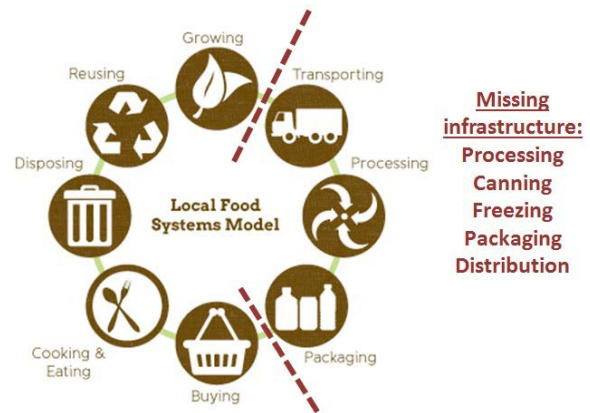 Growing
Transporting
Reusing
Missing
infrastructure:
Processing
Canning
Freezing
Packaging
Distribution
Disposing
Processing
Local Food
Systems Model
Cooking &
Eating
Packaging
Buying